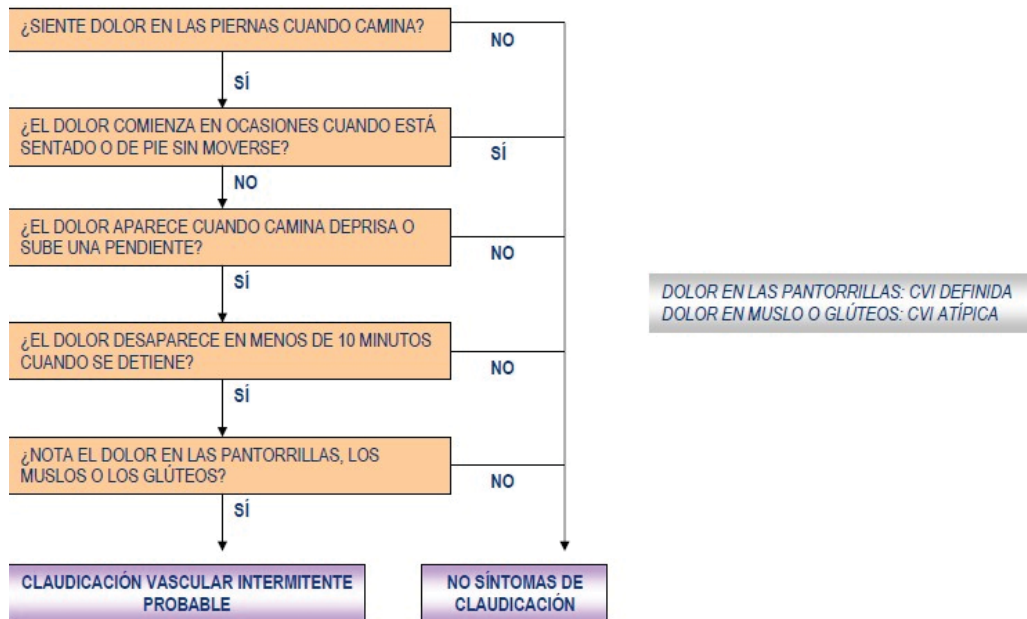 ¿SIENTE DOLOR EN LAS PIERNAS CUANDO CAMINA?
NO
SÍ
¿EL DOLOR COMIENZA EN OCASIONES CUANDO ESTÁ
SENTADO O DE PIE SIN MOVERSE?
SÍ
NO
¿EL DOLOR APARECE CUANDO CAMINA DEPRISA O
SUBE UNA PENDIENTE?
NO
SÍ
DOLOR EN LAS PANTORRILLAS: CVI DEFINIDA
DOLOR EN MUSLO O GLÚTEOS: CVI ATÍPICA
¿EL DOLOR DESAPARECE EN MENOS DE 10 MINUTOS
CUANDO SE DETIENE?
NO
SÍ
¿NOTA EL DOLOR EN LAS PANTORRILLAS, LOS
MUSLOS O LOS GLÚTEOS?
NO
SÍ
CLAUDICACIÓN VASCULAR INTERMITENTE
PROBABLE
NO SÍNTOMAS DE
CLAUDICACIÓN